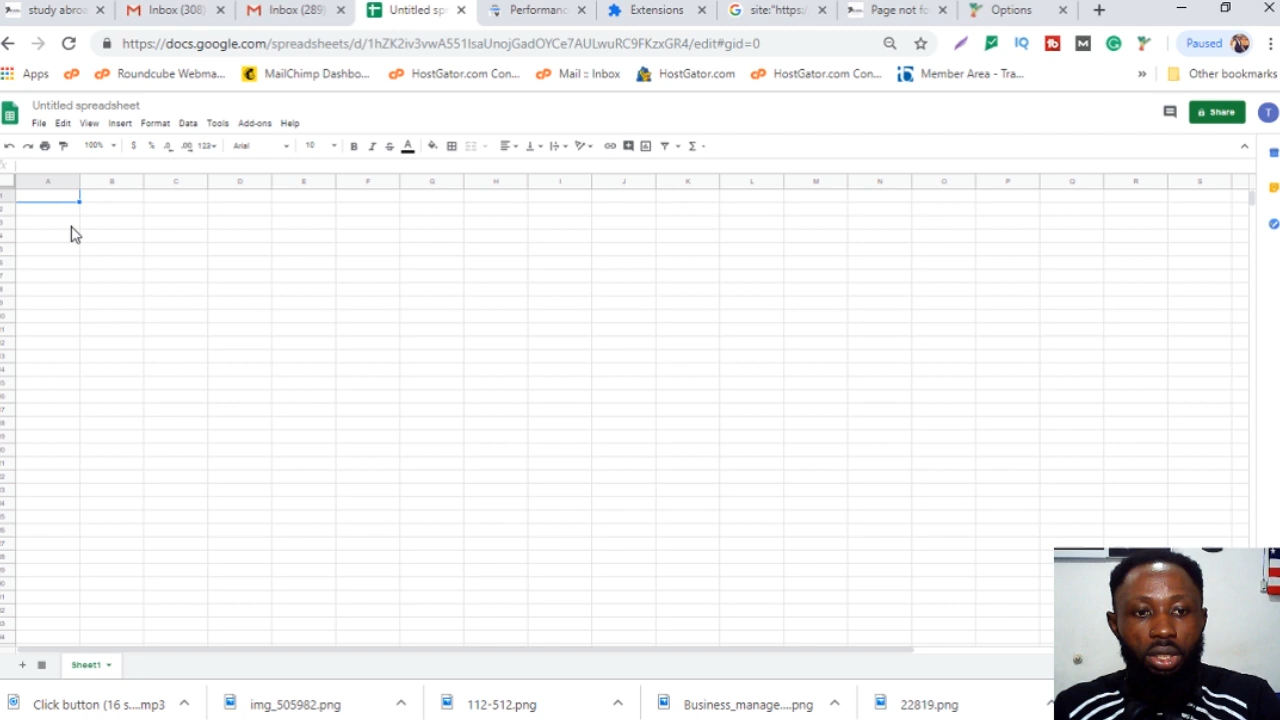 study abroa
Inbox (308)
Inbox (289)
Untitled sp
Performanc
Extensions
site:"https:
Page not fo
Options
https://docs.google.com/spreadsheets/d/1hZK2iv3vwA551IsaUnojGadOYCe7AULwuRC9FKzxGR4/edit#gid=0
Paused
Apps
Roundcube Webma...
MailChimp Dashbo...
HostGator.com Con...
Mail :: Inbox
HostGator.com
HostGator.com Con...
Member Area - Tra...
Other bookmarks
Untitled spreadsheet
Share
T
File Edit View Insert Format Data Tools Add-ons Help
100% $ % .0 .00 123 Arial 10 B I S A
A B C D E F G H I J K L M N O P Q R S
Sheet1
Click button (16 s....mp3
img_505982.png
112-512.png
Business_manage....png
22819.png